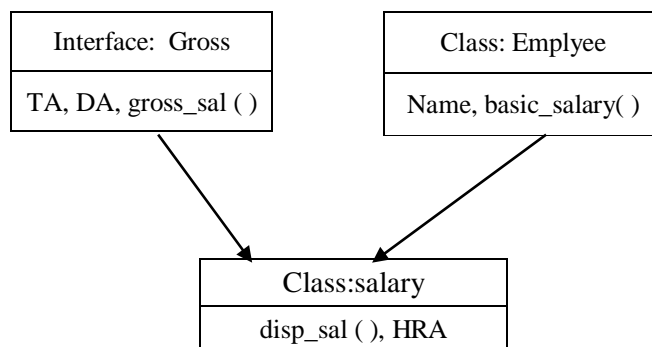 Interface:  Gross
TA, DA, gross_sal ( )
Class: Emplyee
Name, basic_salary( )
Class:salary
disp_sal ( ), HRA